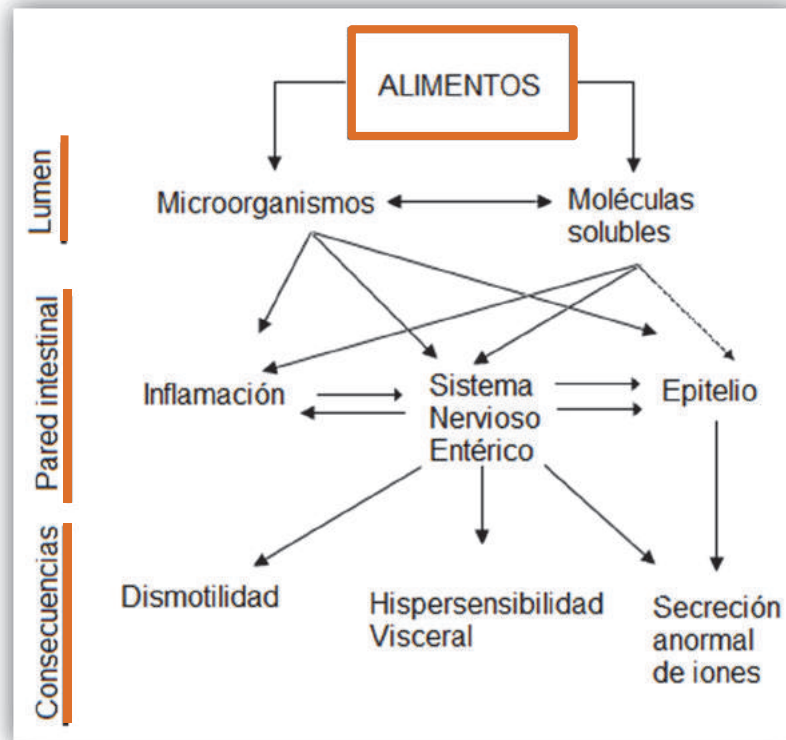 ALIMENTOS
Lumen
Microorganismos
Moléculas
solubles
Pared intestinal
Inflamación
Sistema
Nervioso
Entérico
Epitelio
Consecuencias
Dismotilidad
Hispersensibilidad
Visceral
Secreción
anormal
de iones